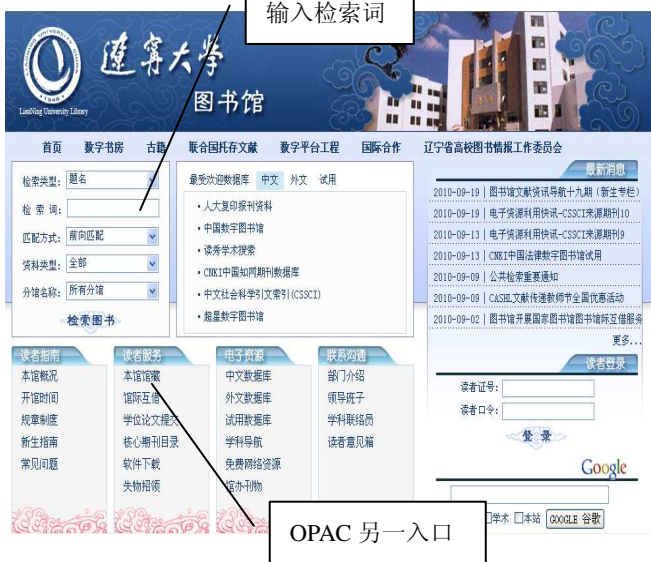 输入检索词
辽宁大学
图书馆
LiaoNing University Library
首页 数字书房 古籍 联合国托存文献 数字平台工程 国际合作 辽宁省高校图书情报工作委员会
检索类型: 题名
检 索 词:
匹配方式: 前向匹配
资料类型: 全部
分馆名称: 所有分馆
检索图书
最受欢迎数据库 中文 外文 试用
·人大复印报刊资料
·中国数字图书馆
·读秀学术搜索
·CNKI中国知网期刊数据库
·中文社会科学引文索引(CSSCI)
·超星数字图书馆
最新消息
2010-09-19 | 图书馆文献资讯导航十九期（新生专栏）
2010-09-19 | 电子资源利用快讯-CSSCI来源期刊10
2010-09-13 | 电子资源利用快讯-CSSCI来源期刊9
2010-09-13 | CNKI中国法律数字图书馆试用
2010-09-09 | 公共检索重要通知
2010-09-09 | CASHL文献传递教师节全国优惠活动
2010-09-02 | 图书馆开展国家图书馆图书馆际互借服务
更多...
读者指南
本馆概况
开馆时间
规章制度
新生指南
常见问题
读者服务
本馆馆藏
馆际互借
学位论文提交
核心期刊目录
软件下载
失物招领
电子资源
中文数据库
外文数据库
试用数据库
学科导航
免费网络资源
馆办刊物
联系沟通
部门介绍
领导班子
学科联络员
读者意见箱
读者登录
读者证号:
读者口令:
登 录
Google
学术 本站 GOOGLE 谷歌
OPAC 另一入口